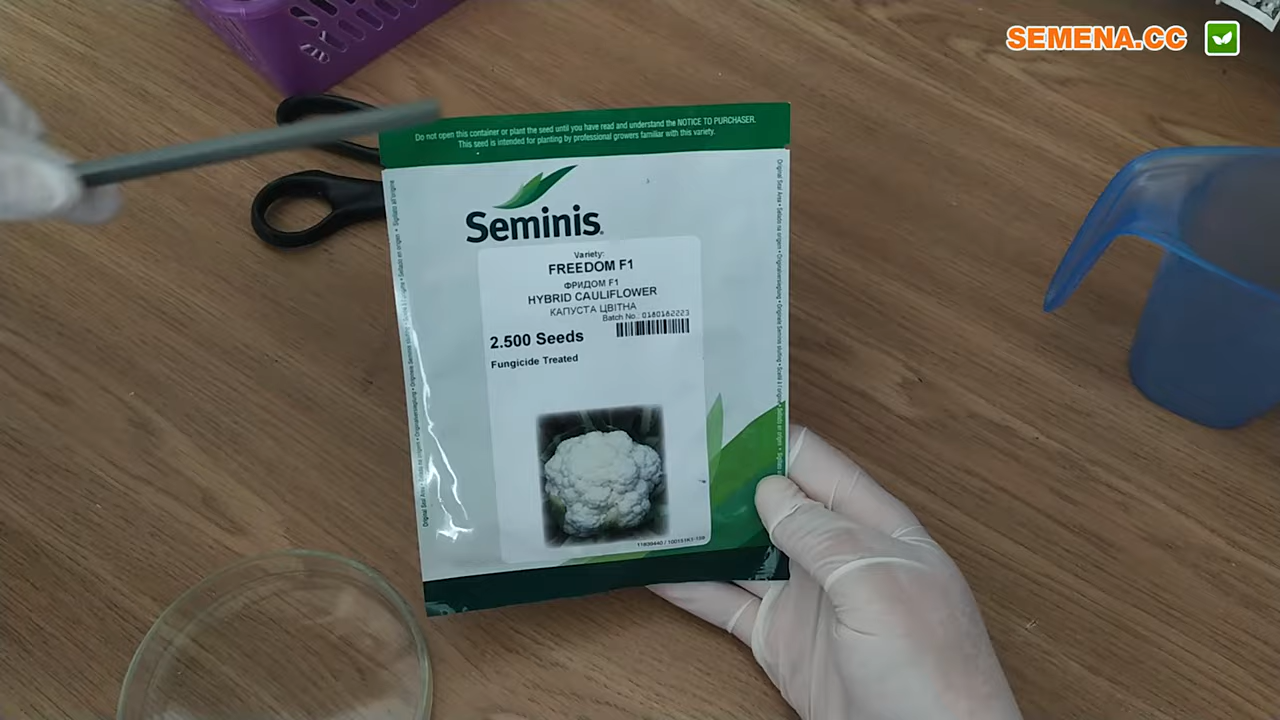 SEMENA.CC
Do not open this container or plant the seed until you have read and understand the NOTICE TO PURCHASER.
This seed is intended for planting by professional growers familiar with this variety.
Seminis
Variety:
FREEDOM F1
ФРИДОМ F1
HYBRID CAULIFLOWER
КАПУСТА ЦВІТНА
Batch No.: 0180182223
2.500 Seeds
Fungicide Treated